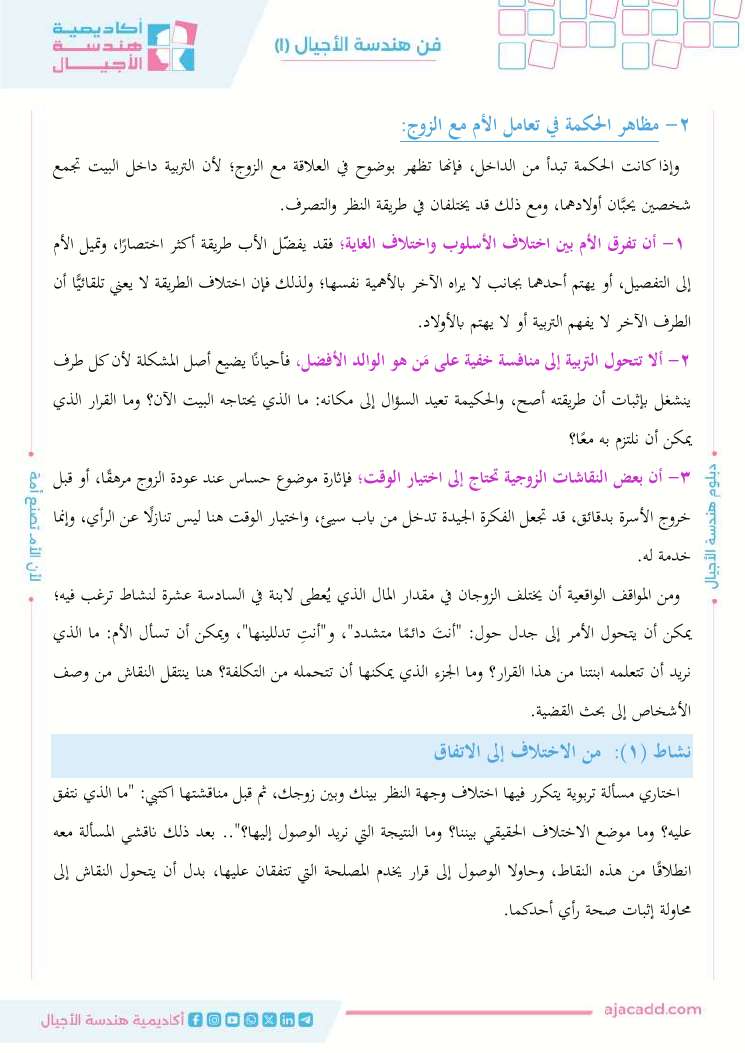 أكاديمية
هندسة
الأجيال
فن هندسة الأجيال (١)
٢- مظاهر الحكمة في تعامل الأم مع الزوج:
وإذا كانت الحكمة تبدأ من الداخل، فإنها تظهر بوضوح في العلاقة مع الزوج؛ لأن التربية داخل البيت تجمع
شخصين يحبَّان أولادهما، ومع ذلك قد يختلفان في طريقة النظر والتصرف.
١- أن تفرق الأم بين اختلاف الأسلوب واختلاف الغاية؛ فقد يفضّل الأب طريقة أكثر اختصارًا، وتميل الأم
إلى التفصيل، أو يهتم أحدهما بجانب لا يراه الآخر بالأهمية نفسها؛ ولذلك فإن اختلاف الطريقة لا يعني تلقائيًّا أن
الطرف الآخر لا يفهم التربية أو لا يهتم بالأولاد.
٢- ألا تتحول التربية إلى منافسة خفية على مَن هو الوالد الأفضل، فأحيانًا يضيع أصل المشكلة لأن كل طرف
ينشغل بإثبات أن طريقته أصح، والحكيمة تعيد السؤال إلى مكانه: ما الذي يحتاجه البيت الآن؟ وما القرار الذي
يمكن أن نلتزم به معًا؟
٣- أن بعض النقاشات الزوجية تحتاج إلى اختيار الوقت؛ فإثارة موضوع حساس عند عودة الزوج مرهقًا، أو قبل
خروج الأسرة بدقائق، قد تجعل الفكرة الجيدة تدخل من باب سيئ، واختيار الوقت هنا ليس تنازلًا عن الرأي، وإنما
خدمة له.
ومن المواقف الواقعية أن يختلف الزوجان في مقدار المال الذي يُعطى لابنة في السادسة عشرة لنشاط ترغب فيه؛
يمكن أن يتحول الأمر إلى جدل حول: "أنتَ دائمًا متشدد"، و"أنتِ تدللينها"، ويمكن أن تسأل الأم: ما الذي
نريد أن تتعلمه ابنتنا من هذا القرار؟ وما الجزء الذي يمكنها أن تتحمله من التكلفة؟ هنا ينتقل النقاش من وصف
الأشخاص إلى بحث القضية.
نشاط (١): من الاختلاف إلى الاتفاق
اختاري مسألة تربوية يتكرر فيها اختلاف وجهة النظر بينك وبين زوجك، ثم قبل مناقشتها اكتبي: "ما الذي نتفق
عليه؟ وما موضع الاختلاف الحقيقي بيننا؟ وما النتيجة التي نريد الوصول إليها؟".. بعد ذلك ناقشي المسألة معه
انطلاقًا من هذه النقاط، وحاولا الوصول إلى قرار يخدم المصلحة التي تتفقان عليها، بدل أن يتحول النقاش إلى
محاولة إثبات صحة رأي أحدكما.
دبلوم هندسة الأجيال
لأن الأم تصنع أمة
أكاديمية هندسة الأجيال
ajacadd.com